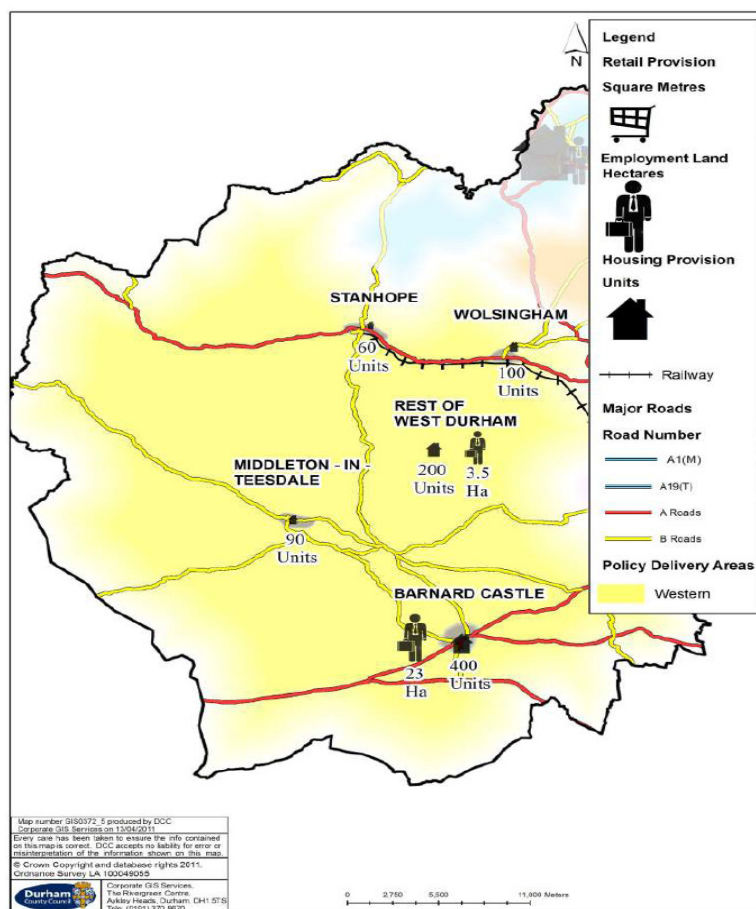 N
Legend
Retail Provision
Square Metres
Employment Land
Hectares
Housing Provision
Units
Railway
Major Roads
Road Number
A1(M)
A19(T)
A Roads
B Roads
Policy Delivery Areas
Western
STANHOPE
60
Units
WOLSINGHAM
100
Units
REST OF
WEST DURHAM
200
Units
3.5
Ha
MIDDLETON - IN -
TEESDALE
90
Units
BARNARD CASTLE
23
Ha
400
Units
Map number GIS0372_5 produced by DCC
Corporate GIS Services on 13/04/2011
Every care has been taken to ensure the info contained
on this map is correct. DCC accepts no liability for error or
misinterpretation of the information shown on this map.
© Crown Copyright and database rights 2011.
Ordnance Survey LA 100049055
Durham
County Council
Corporate GIS Services,
The Rivergreen Centre,
Aykley Heads, Durham, DH1 5TS
0 2,750 5,500 11,000 Meters